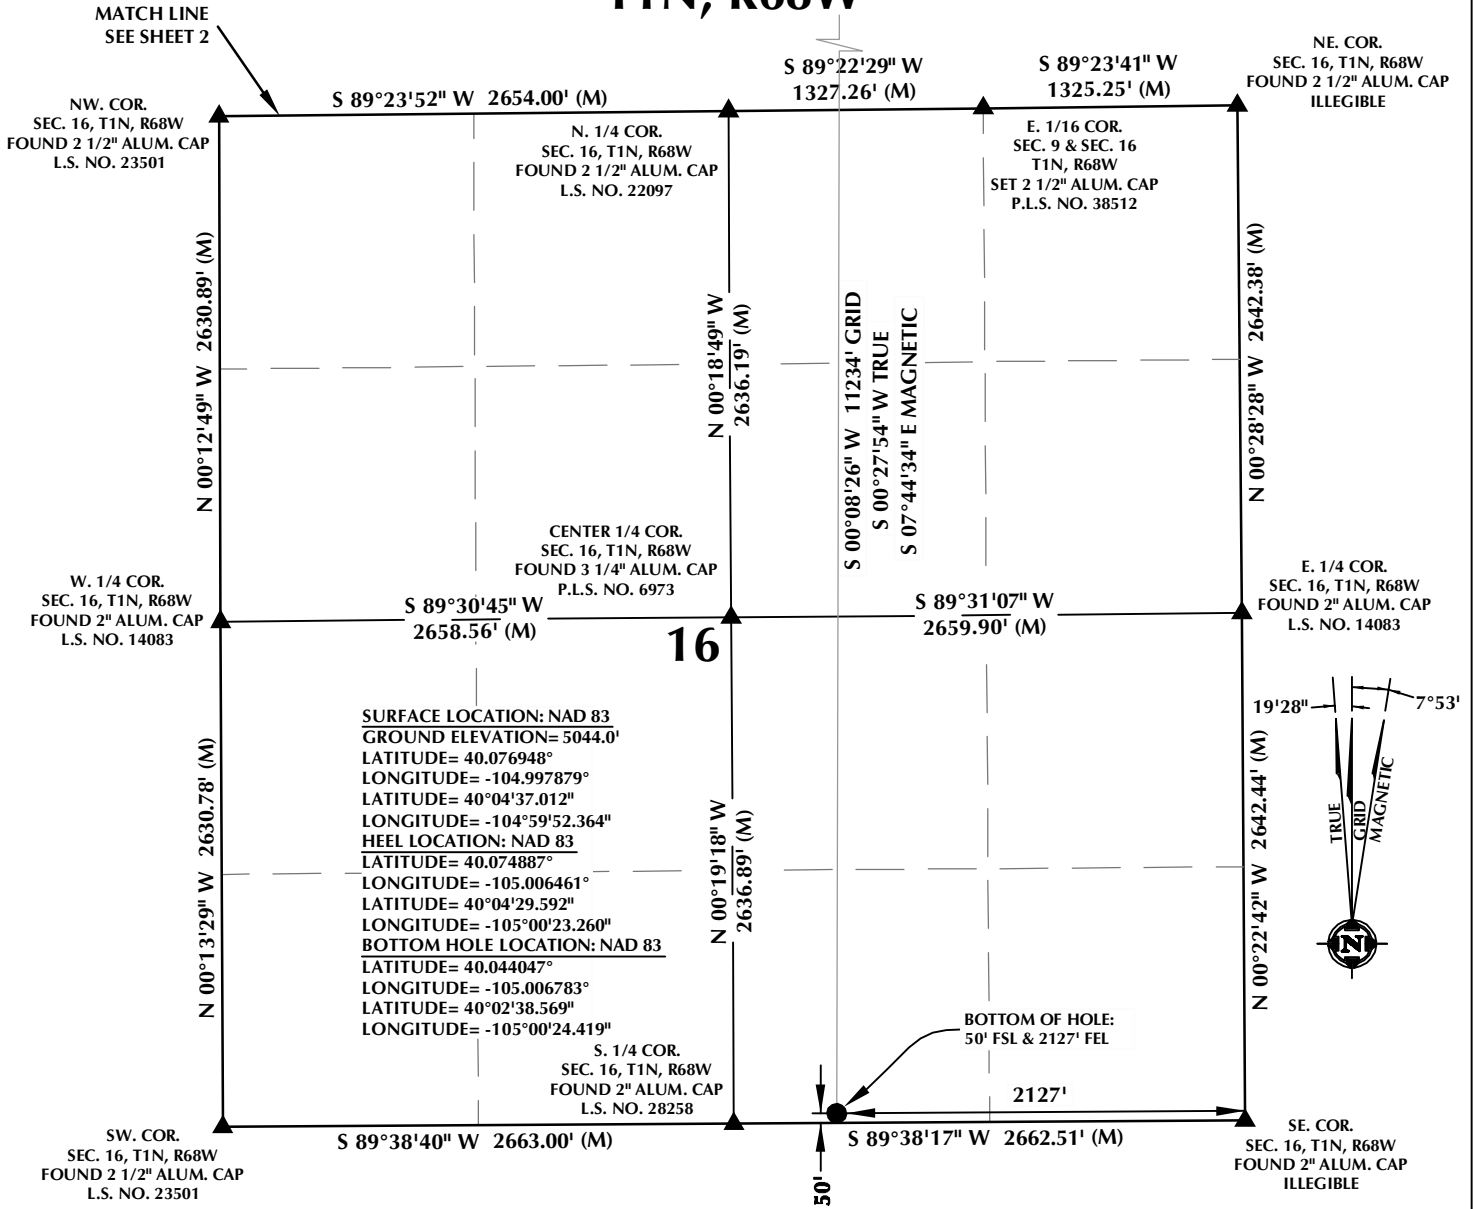 T1N, R68W
MATCH LINE
SEE SHEET 2
NW. COR.
SEC. 16, T1N, R68W
FOUND 2 1/2" ALUM. CAP
L.S. NO. 23501
S 89°23'52" W 2654.00' (M)
N. 1/4 COR.
SEC. 16, T1N, R68W
FOUND 2 1/2" ALUM. CAP
L.S. NO. 22097
S 89°22'29" W
1327.26' (M)
S 89°23'41" W
1325.25' (M)
E. 1/16 COR.
SEC. 9 & SEC. 16
T1N, R68W
SET 2 1/2" ALUM. CAP
P.L.S. NO. 38512
NE. COR.
SEC. 16, T1N, R68W
FOUND 2 1/2" ALUM. CAP
ILLEGIBLE
N 00°12'49" W 2630.89' (M)
N 00°18'49" W
2636.19' (M)
S 00°08'26" W 11234' GRID
S 00°27'54" W TRUE
S 07°44'34" E MAGNETIC
N 00°28'28" W 2642.38' (M)
W. 1/4 COR.
SEC. 16, T1N, R68W
FOUND 2" ALUM. CAP
L.S. NO. 14083
CENTER 1/4 COR.
SEC. 16, T1N, R68W
FOUND 3 1/4" ALUM. CAP
P.L.S. NO. 6973
E. 1/4 COR.
SEC. 16, T1N, R68W
FOUND 2" ALUM. CAP
L.S. NO. 14083
S 89°30'45" W
2658.56' (M)
16
S 89°31'07" W
2659.90' (M)
SURFACE LOCATION: NAD 83
GROUND ELEVATION= 5044.0'
LATITUDE= 40.076948°
LONGITUDE= -104.997879°
LATITUDE= 40°04'37.012"
LONGITUDE= -104°59'52.364"
HEEL LOCATION: NAD 83
LATITUDE= 40.074887°
LONGITUDE= -105.006461°
LATITUDE= 40°04'29.592"
LONGITUDE= -105°00'23.260"
BOTTOM HOLE LOCATION: NAD 83
LATITUDE= 40.044047°
LONGITUDE= -105.006783°
LATITUDE= 40°02'38.569"
LONGITUDE= -105°00'24.419"
N 00°13'29" W 2630.78' (M)
N 00°19'18" W
2636.89' (M)
N 00°22'42" W 2642.44' (M)
19'28"
7°53'
TRUE
GRID
MAGNETIC
N
BOTTOM OF HOLE:
50' FSL & 2127' FEL
2127'
50'
S. 1/4 COR.
SEC. 16, T1N, R68W
FOUND 2" ALUM. CAP
L.S. NO. 28258
SW. COR.
SEC. 16, T1N, R68W
FOUND 2 1/2" ALUM. CAP
L.S. NO. 23501
S 89°38'40" W 2663.00' (M)
S 89°38'17" W 2662.51' (M)
SE. COR.
SEC. 16, T1N, R68W
FOUND 2" ALUM. CAP
ILLEGIBLE